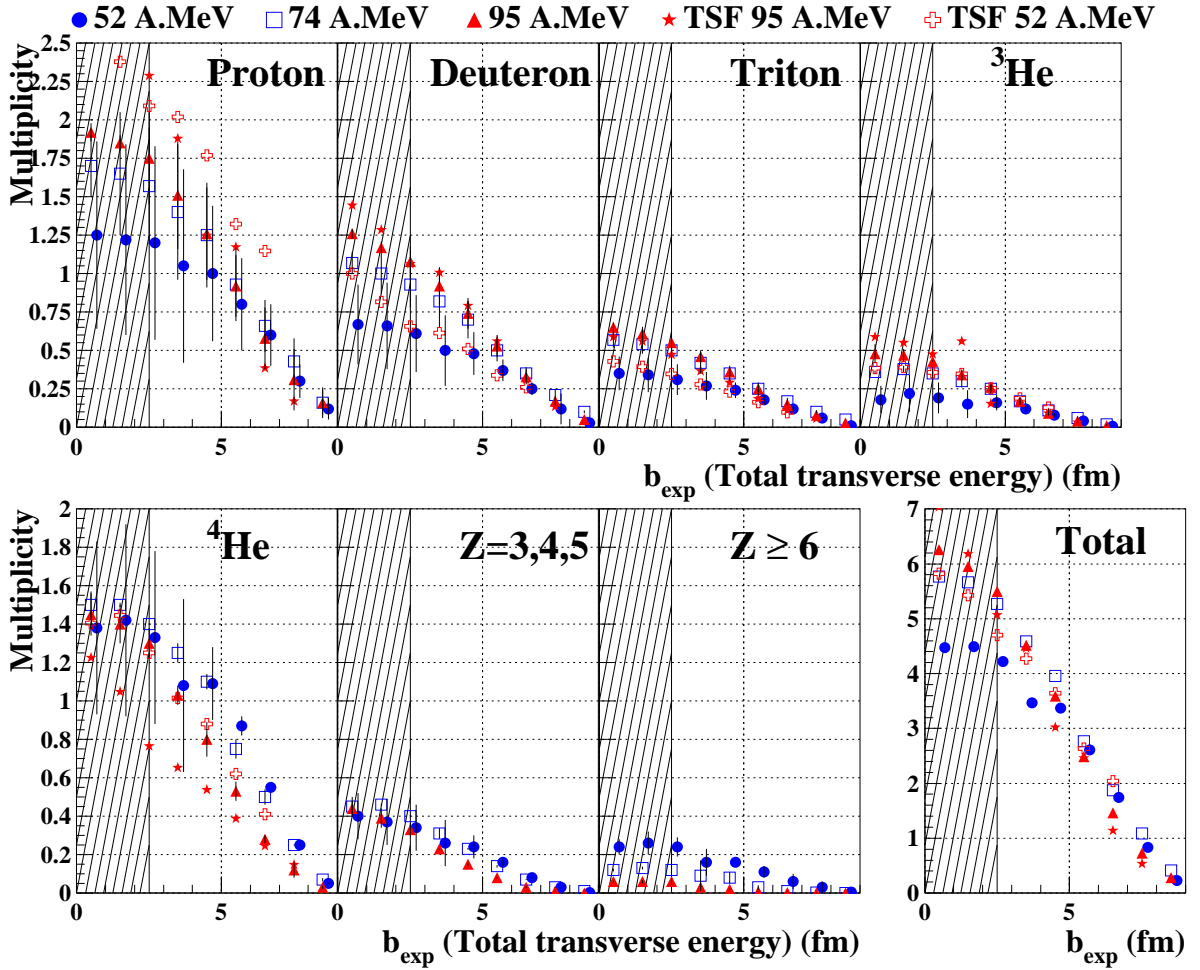 52 A.MeV 74 A.MeV 95 A.MeV TSF 95 A.MeV TSF 52 A.MeV
Multiplicity
2.5
2.25
2
1.75
1.5
1.25
1
0.75
0.5
0.25
0
Proton Deuteron Triton ³He
0 5 0 5 0 5 0 5
b_exp (Total transverse energy) (fm)
Multiplicity
2
1.8
1.6
1.4
1.2
1
0.8
0.6
0.4
0.2
0
⁴He Z=3,4,5 Z ≥ 6
0 5 0 5 0 5
b_exp (Total transverse energy) (fm)
7
6
5
4
3
2
1
0
Total
0 5
b_exp (fm)